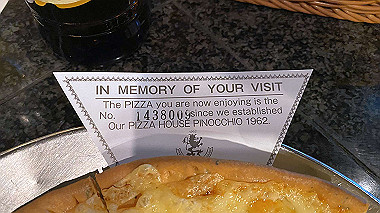 IN MEMORY OF YOUR VISIT
The PIZZA you are now enjoying is the
No. 1438009 since we established
Our PIZZA HOUSE PINOCCHIO 1962.